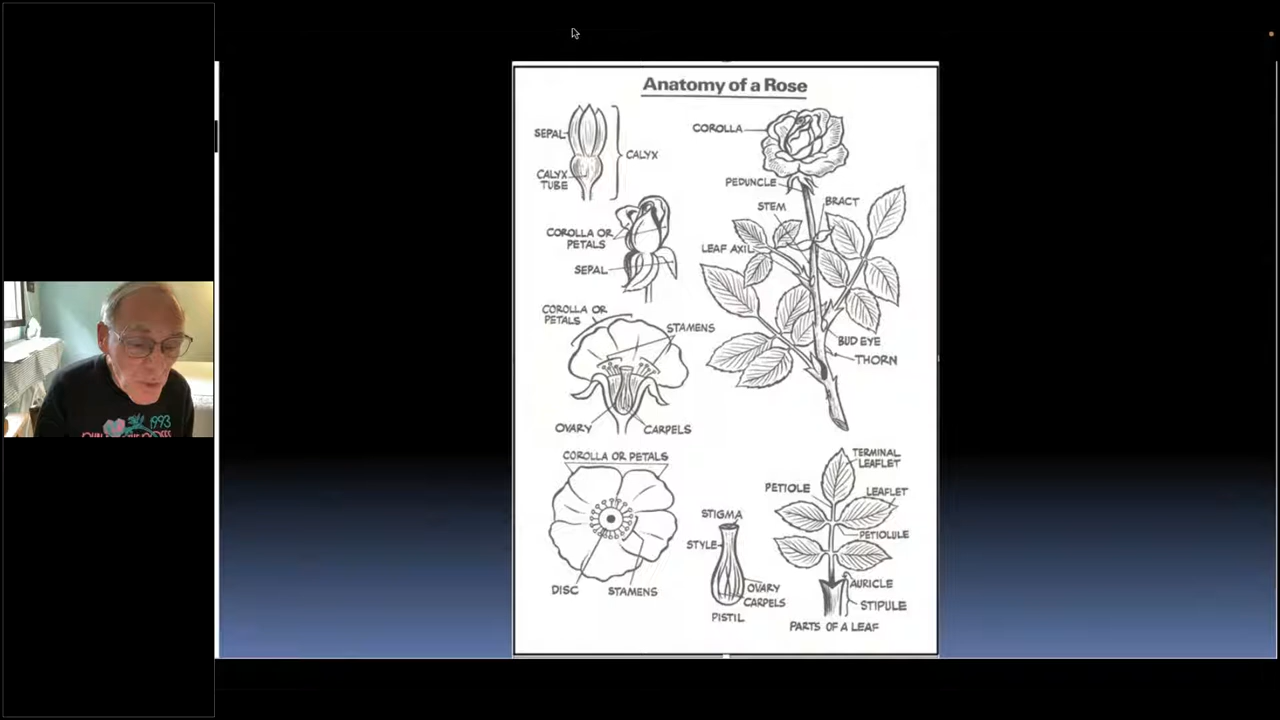 Anatomy of a Rose
SEPAL
CALYX
CALYX
TUBE
COROLLA OR
PETALS
SEPAL
COROLLA OR
PETALS
STAMENS
OVARY
CARPELS
COROLLA OR PETALS
DISC
STAMENS
COROLLA
PEDUNCLE
STEM
BRACT
LEAF AXIL
BUD EYE
THORN
STIGMA
STYLE
OVARY
CARPELS
PISTIL
TERMINAL
LEAFLET
PETIOLE
LEAFLET
PETIOLULE
AURICLE
STIPULE
PARTS OF A LEAF
1993